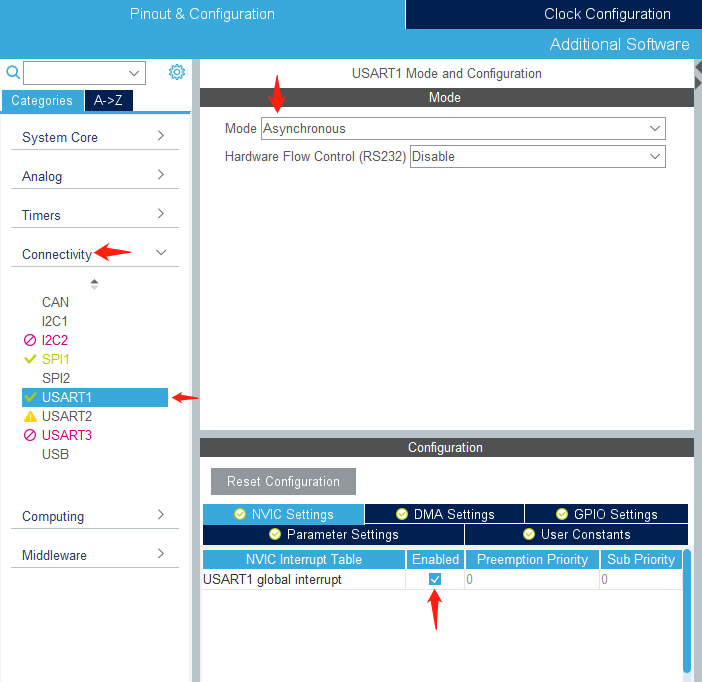 Pinout & Configuration
Clock Configuration
Additional Software
Categories
A->Z
System Core
Analog
Timers
Connectivity
CAN
I2C1
I2C2
SPI1
SPI2
USART1
USART2
USART3
USB
Computing
Middleware
USART1 Mode and Configuration
Mode
Mode Asynchronous
Hardware Flow Control (RS232) Disable
Configuration
Reset Configuration
NVIC Settings DMA Settings GPIO Settings
Parameter Settings User Constants
NVIC Interrupt Table Enabled Preemption Priority Sub Priority
USART1 global interrupt 0 0